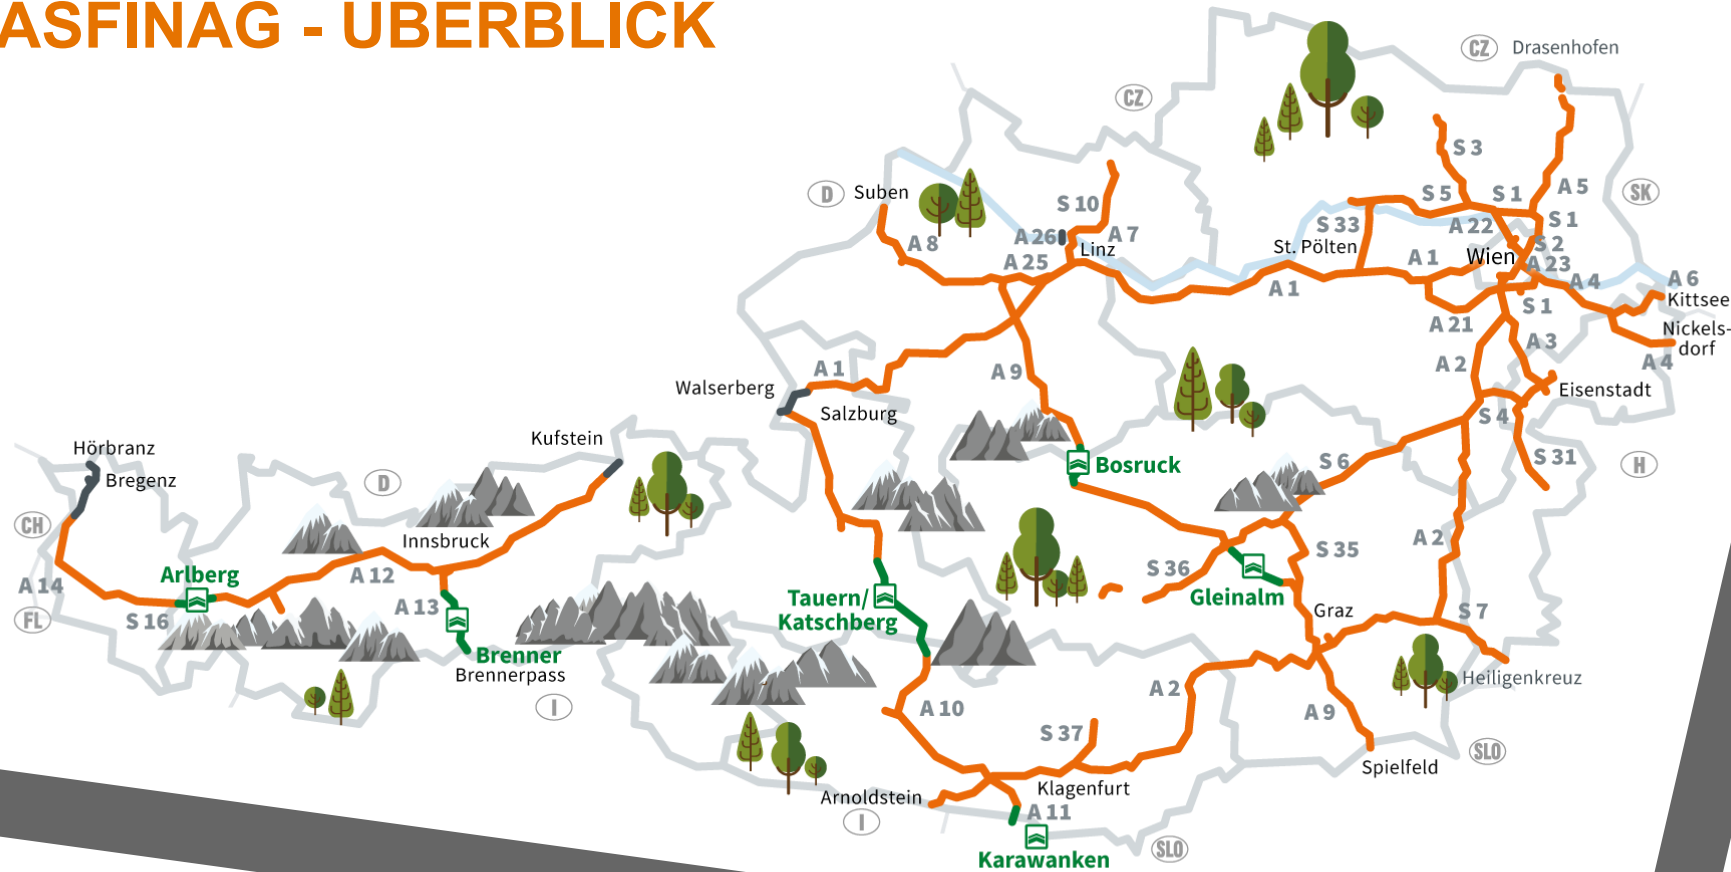 ASFINAG - ÜBERBLICK
CZ
Drasenhofen
CZ
S 3
D
Suben
S 10
S 5
S 1
A 5
SK
A 26
A 7
S 33
A 22
S 1
A 8
Linz
St. Pölten
S 2
A 25
A 1
Wien
A 23
A 1
A 4
A 6
Kittsee
S 1
A 21
Nickels-
dorf
A 3
A 2
A 4
A 1
A 9
Walserberg
Eisenstadt
Salzburg
S 4
Kufstein
Hörbranz
Bregenz
D
Bosruck
S 6
S 31
H
CH
Innsbruck
A 2
S 35
Arlberg
A 12
S 36
A 14
Tauern/
Katschberg
Gleinalm
A 13
FL
S 16
Graz
S 7
Brenner
Brennerpass
Heiligenkreuz
A 2
I
A 10
A 9
S 37
SLO
Spielfeld
Klagenfurt
Arnoldstein
A 11
I
SLO
Karawanken